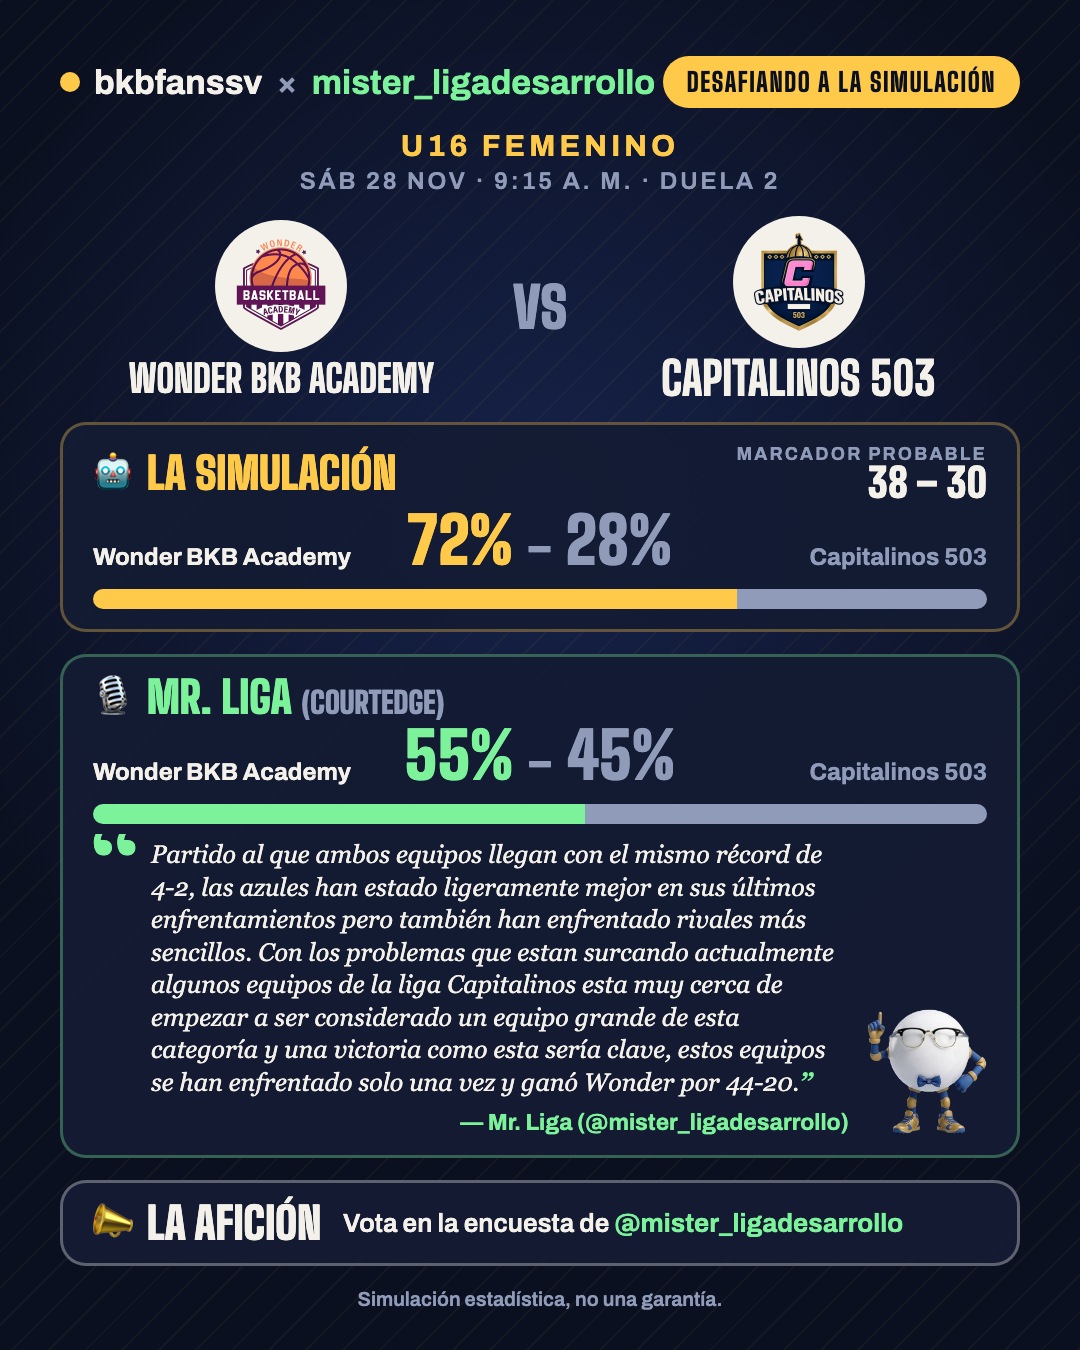 bkbfanssv × mister_ligadesarrollo DESAFIANDO A LA SIMULACIÓN
U16 FEMENINO
SÁB 28 NOV · 9:15 A. M. · DUELA 2
WONDER
BASKETBALL
ACADEMY
VS
C
CAPITALINOS
503
WONDER BKB ACADEMY
CAPITALINOS 503
LA SIMULACIÓN
MARCADOR PROBABLE
38 – 30
Wonder BKB Academy 72% – 28% Capitalinos 503
MR. LIGA (COURTEDGE)
Wonder BKB Academy 55% – 45% Capitalinos 503
“Partido al que ambos equipos llegan con el mismo récord de
4-2, las azules han estado ligeramente mejor en sus últimos
enfrentamientos pero también han enfrentado rivales más
sencillos. Con los problemas que estan surcando actualmente
algunos equipos de la liga Capitalinos esta muy cerca de
empezar a ser considerado un equipo grande de esta
categoría y una victoria como esta sería clave, estos equipos
se han enfrentado solo una vez y ganó Wonder por 44-20.”
— Mr. Liga (@mister_ligadesarrollo)
LA AFICIÓN Vota en la encuesta de @mister_ligadesarrollo
Simulación estadística, no una garantía.